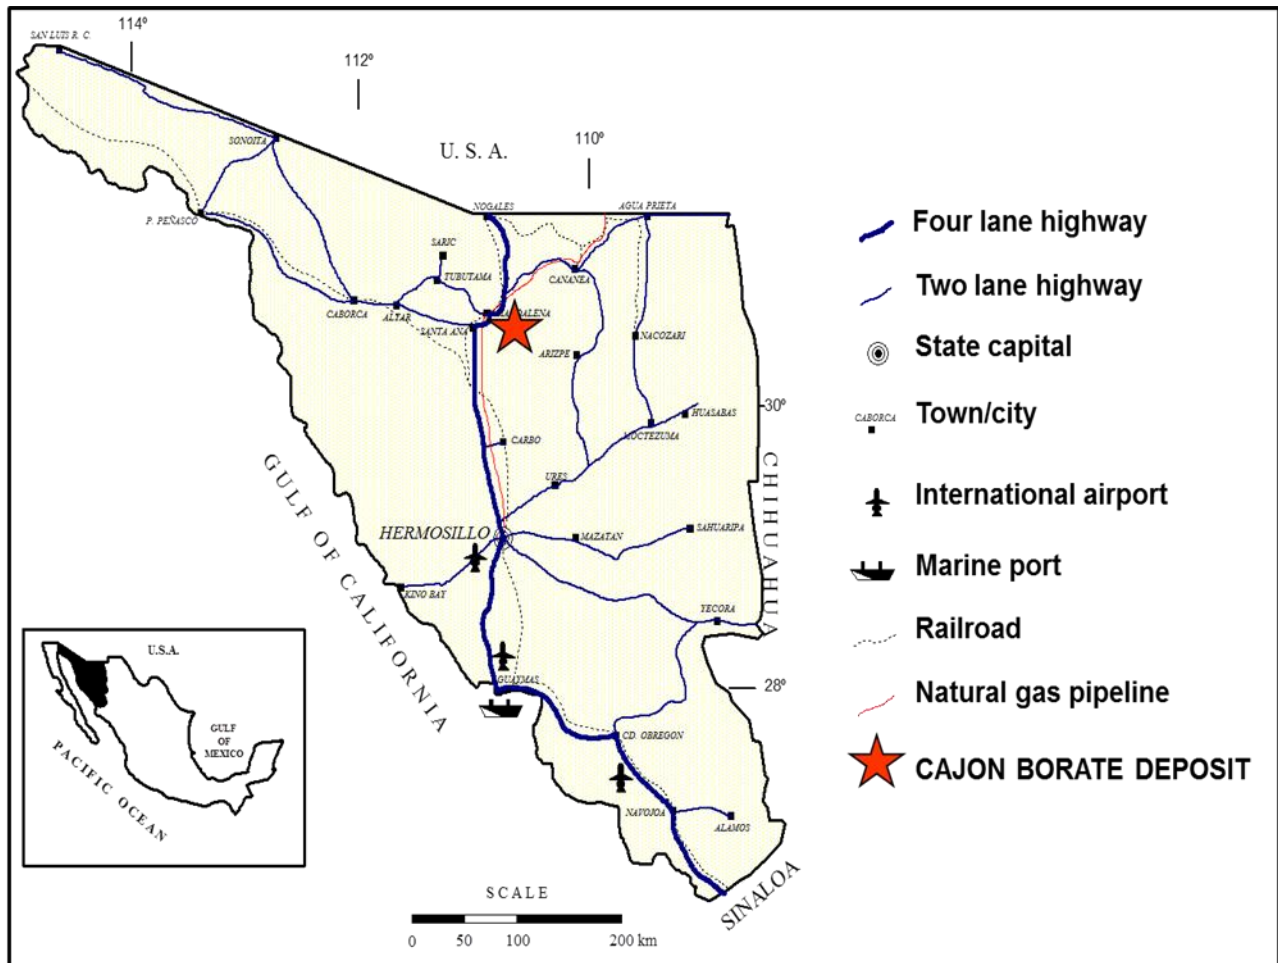 114º
SAN LUIS R. C.
112º
SONOITA
U. S. A.
110º
P. PEÑASCO
NOGALES
AGUA PRIETA
SARIC
TUBUTAMA
CANANEA
CABORCA
ALTAR
SANTA ANA
DALENA
ARIZPE
NACOZARI
30º
HUASABAS
MOCTEZUMA
CARBO
URES
GULF OF CALIFORNIA
CHIHUAHUA
HERMOSILLO
MAZATAN
SAHUARIPA
KINO BAY
YECORA
GUAYMAS
28º
CD. OBREGON
NAVOJOA
ALAMOS
SINALOA
SCALE
0 50 100 200 km
U.S.A.
GULF
OF
MEXICO
PACIFIC OCEAN
Four lane highway
Two lane highway
State capital
CABORCA
Town/city
International airport
Marine port
Railroad
Natural gas pipeline
CAJON BORATE DEPOSIT